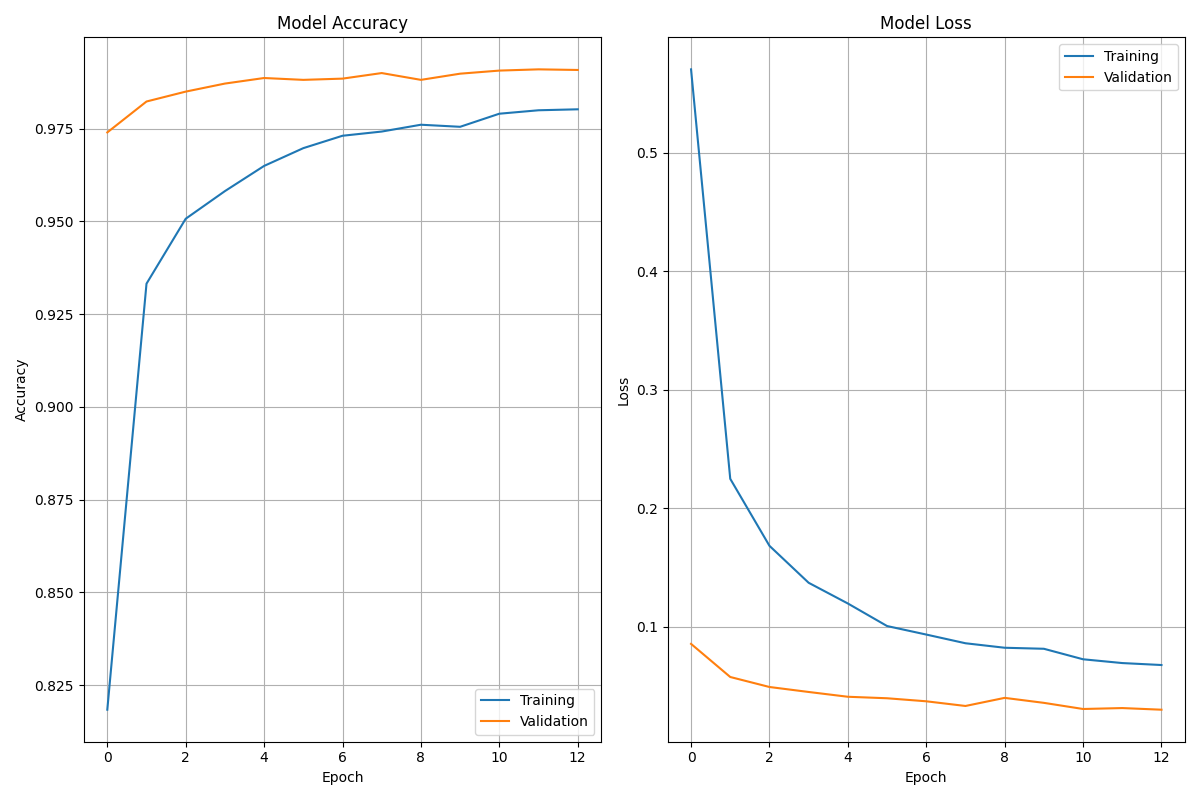 Model Accuracy
0.975
0.950
0.925
0.900
0.875
0.850
0.825
Accuracy
0 2 4 6 8 10 12
Epoch
Training
Validation
Model Loss
0.5
0.4
0.3
0.2
0.1
Loss
0 2 4 6 8 10 12
Epoch
Training
Validation